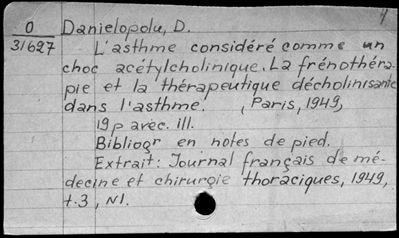 O Danielopolu, D.
31627 L'asthme considéré comme un
choc acétylcholinique. La frénothéra-
pie et la thérapeutique décholinisante
dans l'asthme. , Paris, 1949,
19p avec. ill.
Bibliogr en notes de pied.
Extrait: Journal français de mé-
decine et chirurgie thoraciques, 1949,
t.3, N1.